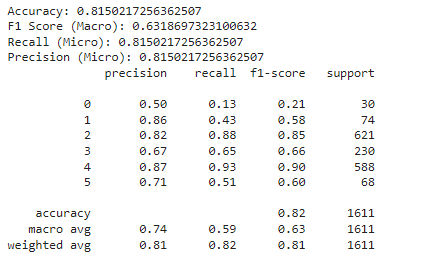 Accuracy: 0.8150217256362507
F1 Score (Macro): 0.6318697323100632
Recall (Micro): 0.8150217256362507
Precision (Micro): 0.8150217256362507
precision recall f1-score support
0 0.50 0.13 0.21 30
1 0.86 0.43 0.58 74
2 0.82 0.88 0.85 621
3 0.67 0.65 0.66 230
4 0.87 0.93 0.90 588
5 0.71 0.51 0.60 68
accuracy 0.82 1611
macro avg 0.74 0.59 0.63 1611
weighted avg 0.81 0.82 0.81 1611